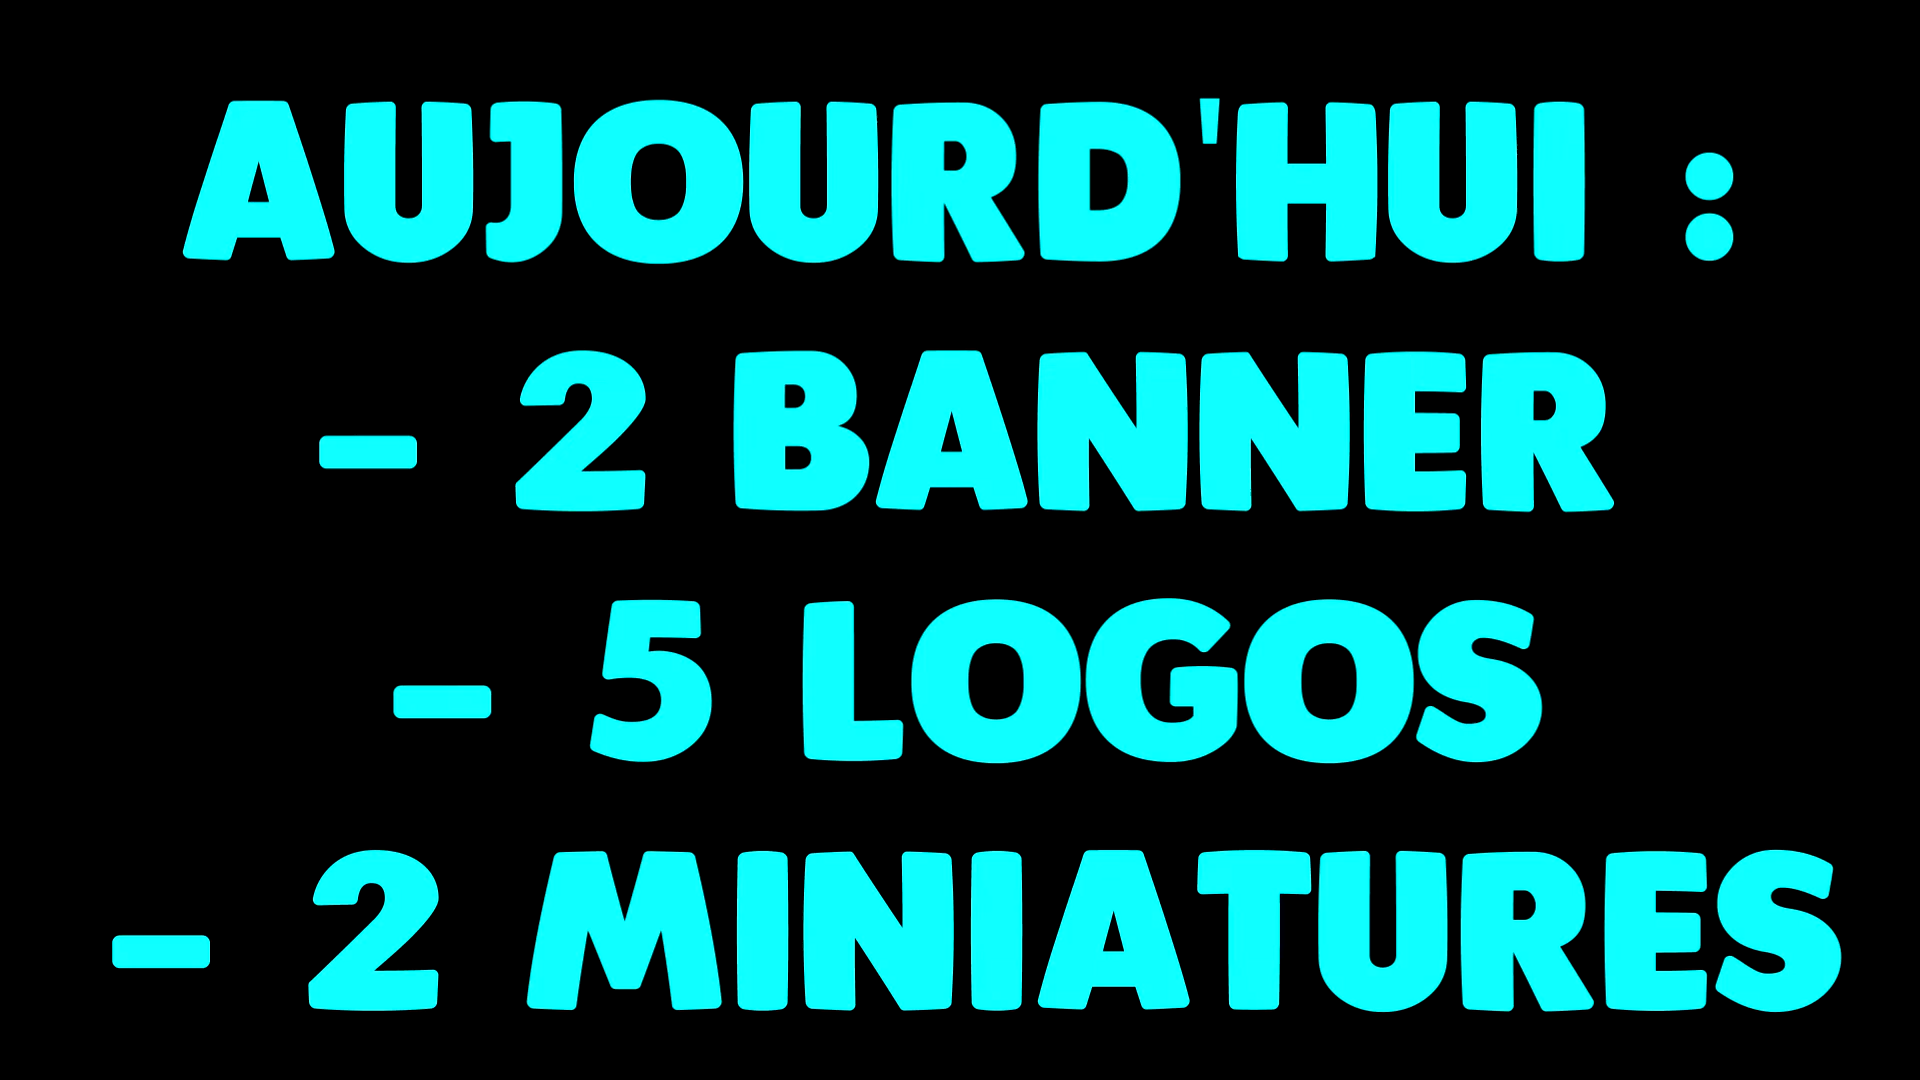 AUJOURD'HUI :
- 2 BANNER
- 5 LOGOS
- 2 MINIATURES